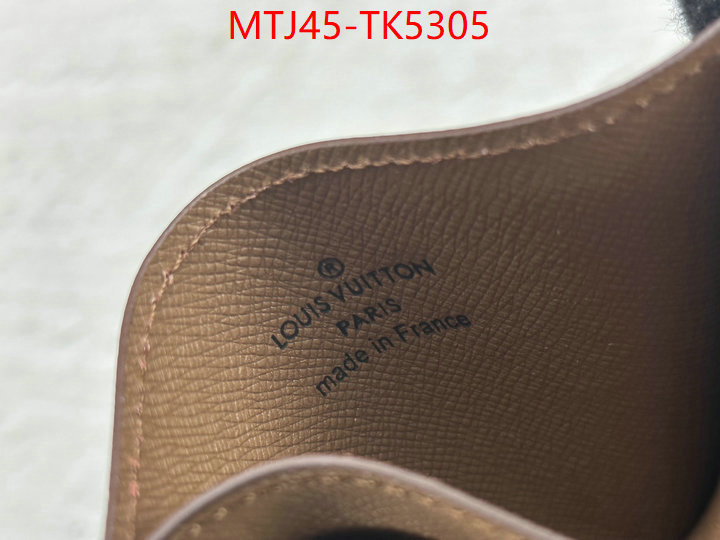 MTJ45-TK5305
®
LOUIS VUITTON
PARIS
made in France